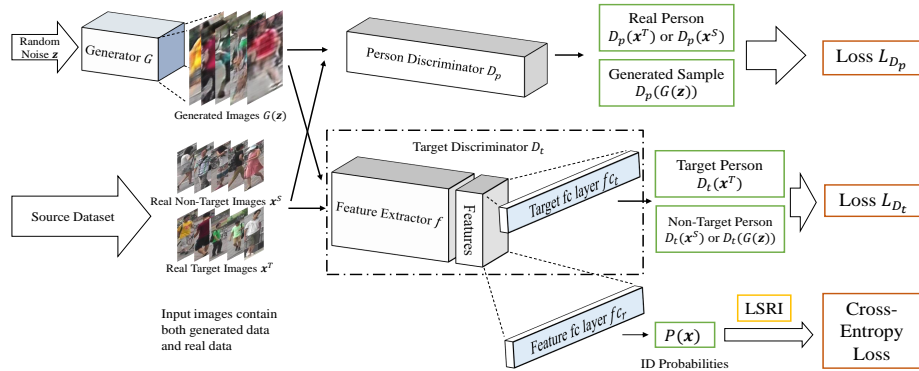 Random
Noise z
Generator G
Generated Images G(z)
Person Discriminator D_p
Real Person
D_p(x^T) or D_p(x^S)
Generated Sample
D_p(G(z))
Loss L_{D_p}
Source Dataset
Real Non-Target Images x^S
Real Target Images x^T
Input images contain
both generated data
and real data
Target Discriminator D_t
Feature Extractor f
Features
Target fc layer fc_t
Target Person
D_t(x^T)
Non-Target Person
D_t(x^S) or D_t(G(z))
Loss L_{D_t}
Feature fc layer fc_r
P(x)
ID Probabilities
LSRI
Cross-
Entropy
Loss